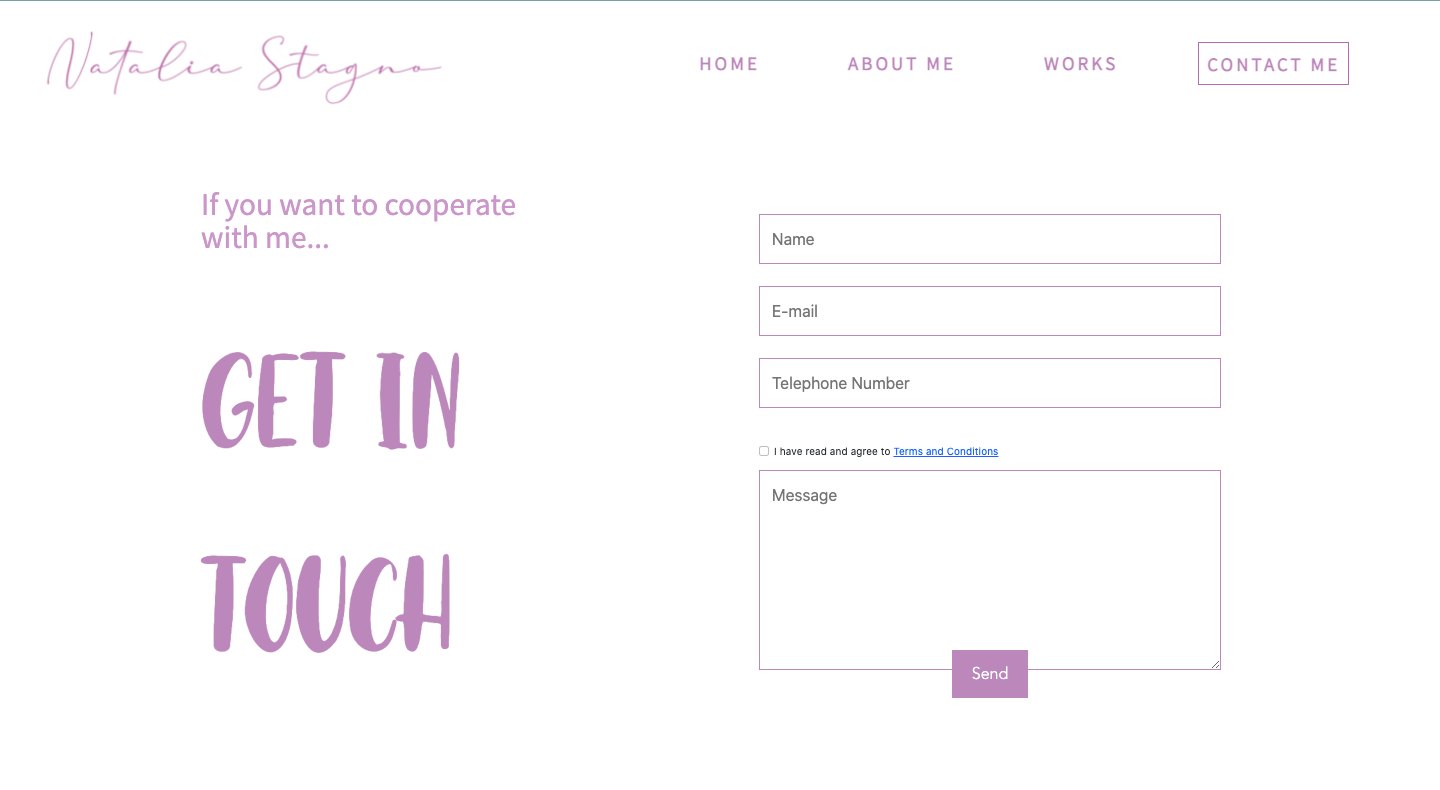 Natalia Stagno
HOME
ABOUT ME
WORKS
CONTACT ME
If you want to cooperate
with me...
GET IN
TOUCH
Name
E-mail
Telephone Number
I have read and agree to Terms and Conditions
Message
Send